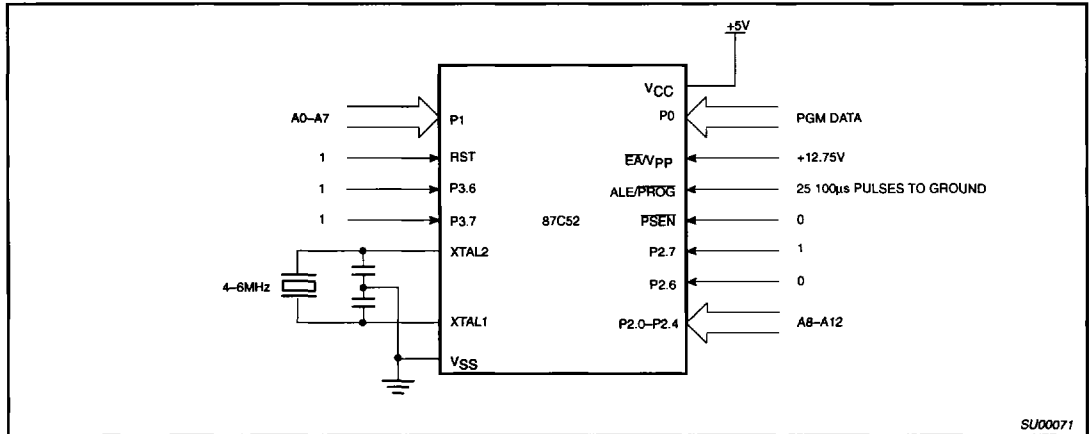 +5V
VCC
A0–A7
P1
P0
PGM DATA
1
RST
EA/VPP
+12.75V
1
P3.6
ALE/PROG
25 100µs PULSES TO GROUND
1
P3.7
87C52
PSEN
0
XTAL2
P2.7
1
4–6MHz
P2.6
0
XTAL1
P2.0–P2.4
A8–A12
VSS
SU00071